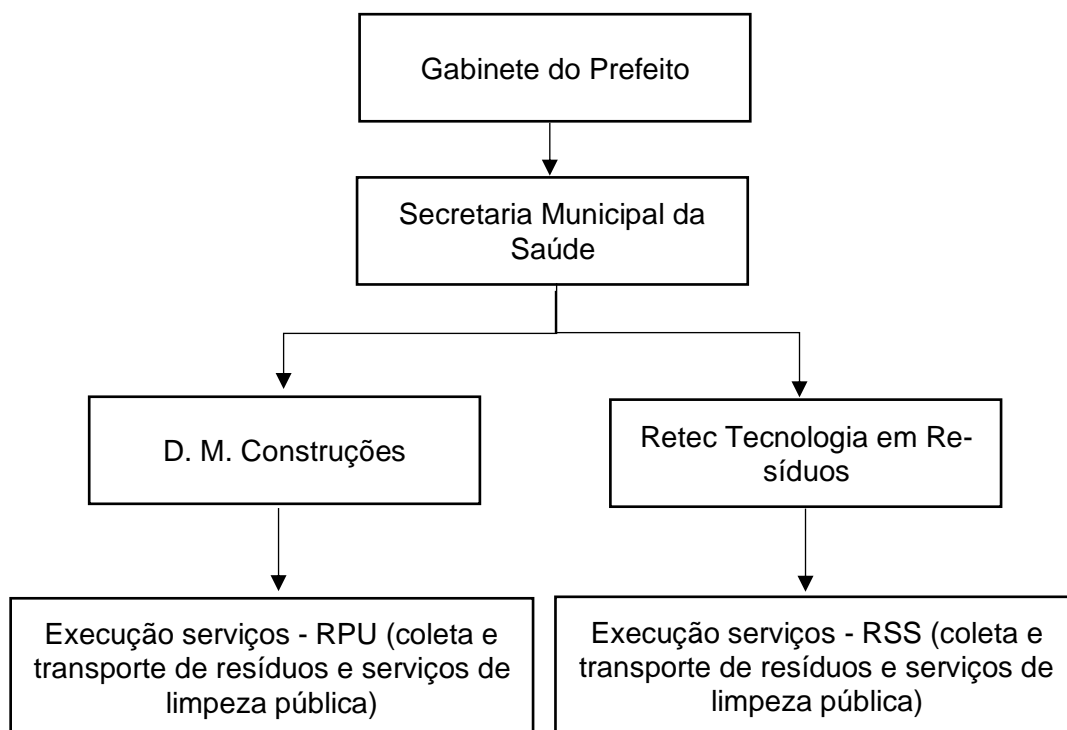 Gabinete do Prefeito
Secretaria Municipal da
Saúde
D. M. Construções
Retec Tecnologia em Re-
síduos
Execução serviços - RPU (coleta e
transporte de resíduos e serviços de
limpeza pública)
Execução serviços - RSS (coleta e
transporte de resíduos e serviços de
limpeza pública)